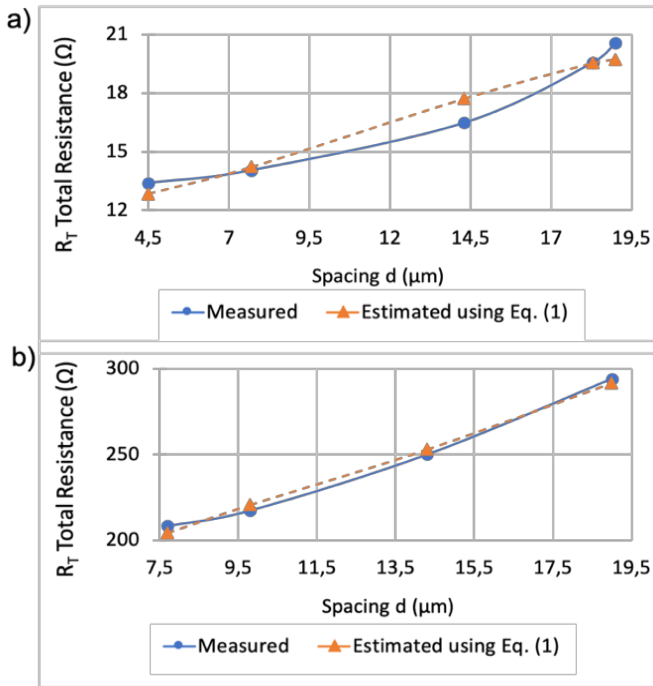 a)
R_T Total Resistance (Ω)
21
18
15
12
4,5 7 9,5 12 14,5 17 19,5
Spacing d (μm)
Measured Estimated using Eq. (1)
b)
R_T Total Resistance (Ω)
300
250
200
7,5 9,5 11,5 13,5 15,5 17,5 19,5
Spacing d (μm)
Measured Estimated using Eq. (1)